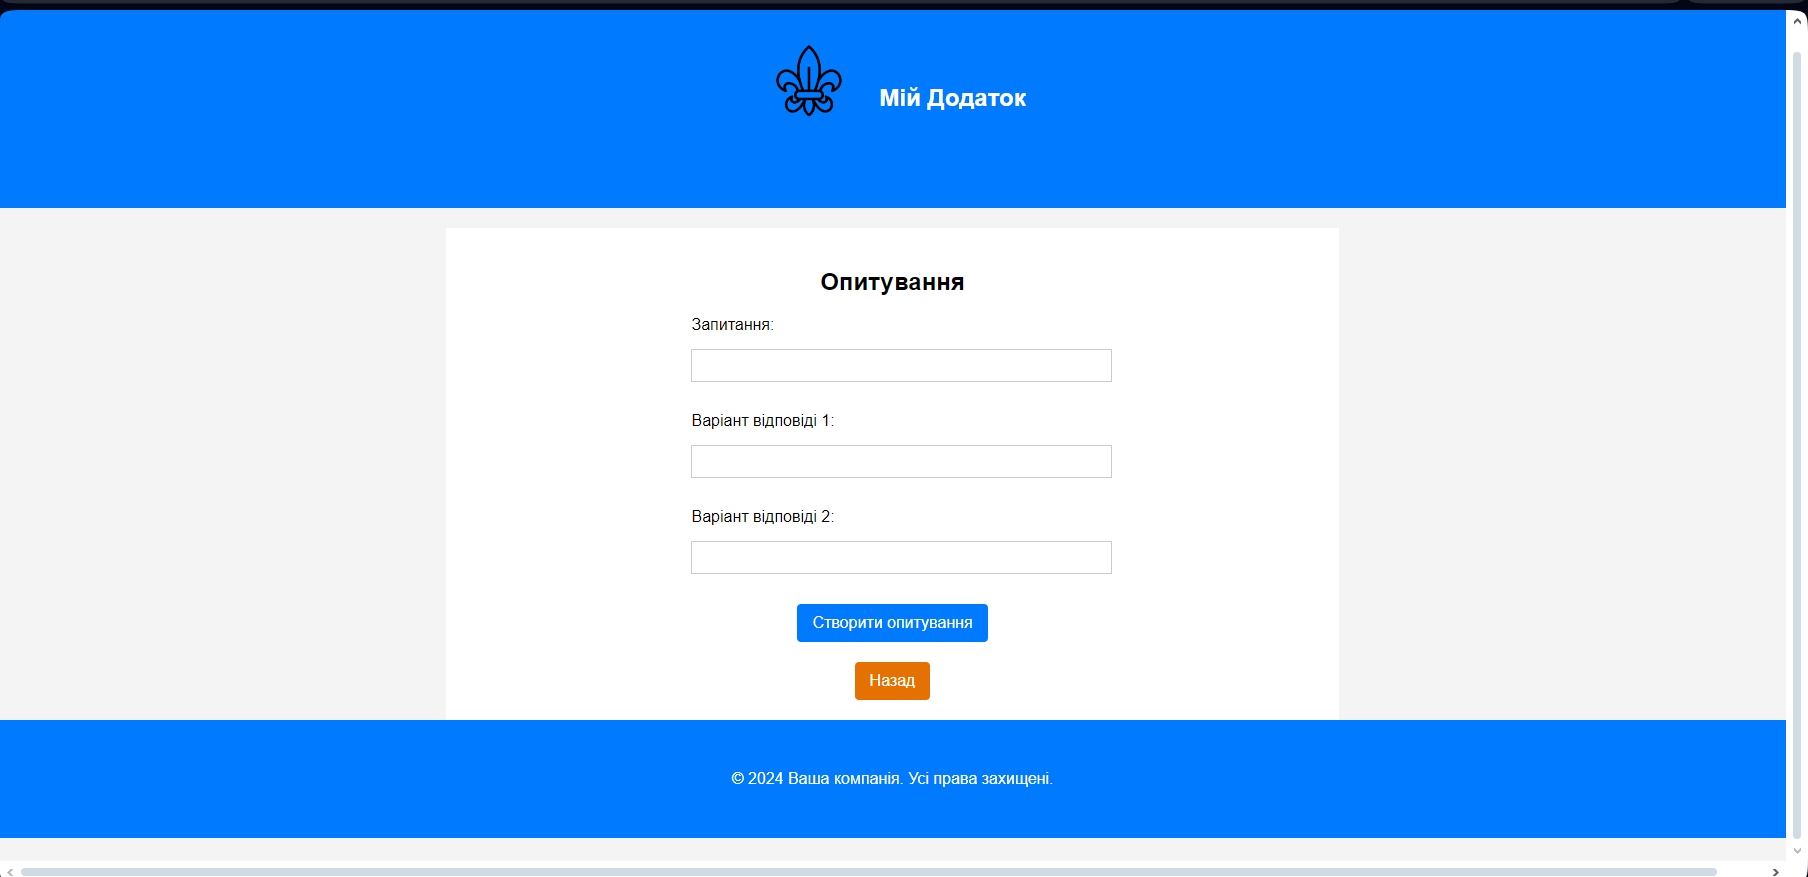 Мій Додаток
Опитування
Запитання:
Варіант відповіді 1:
Варіант відповіді 2:
Створити опитування
Назад
© 2024 Ваша компанія. Усі права захищені.